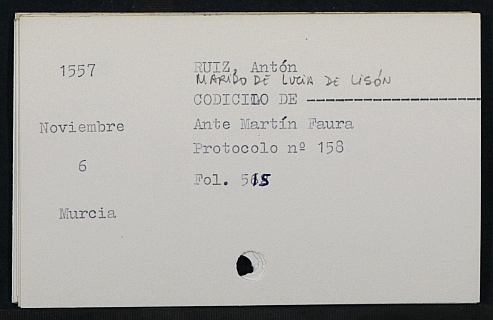 1557
RUIZ, Antón
MARIDO DE LUCIA DE LISÓN
CODICILO DE ----------------------
Noviembre
Ante Martín Faura
Protocolo nº 158
6
Fol. 515
Murcia